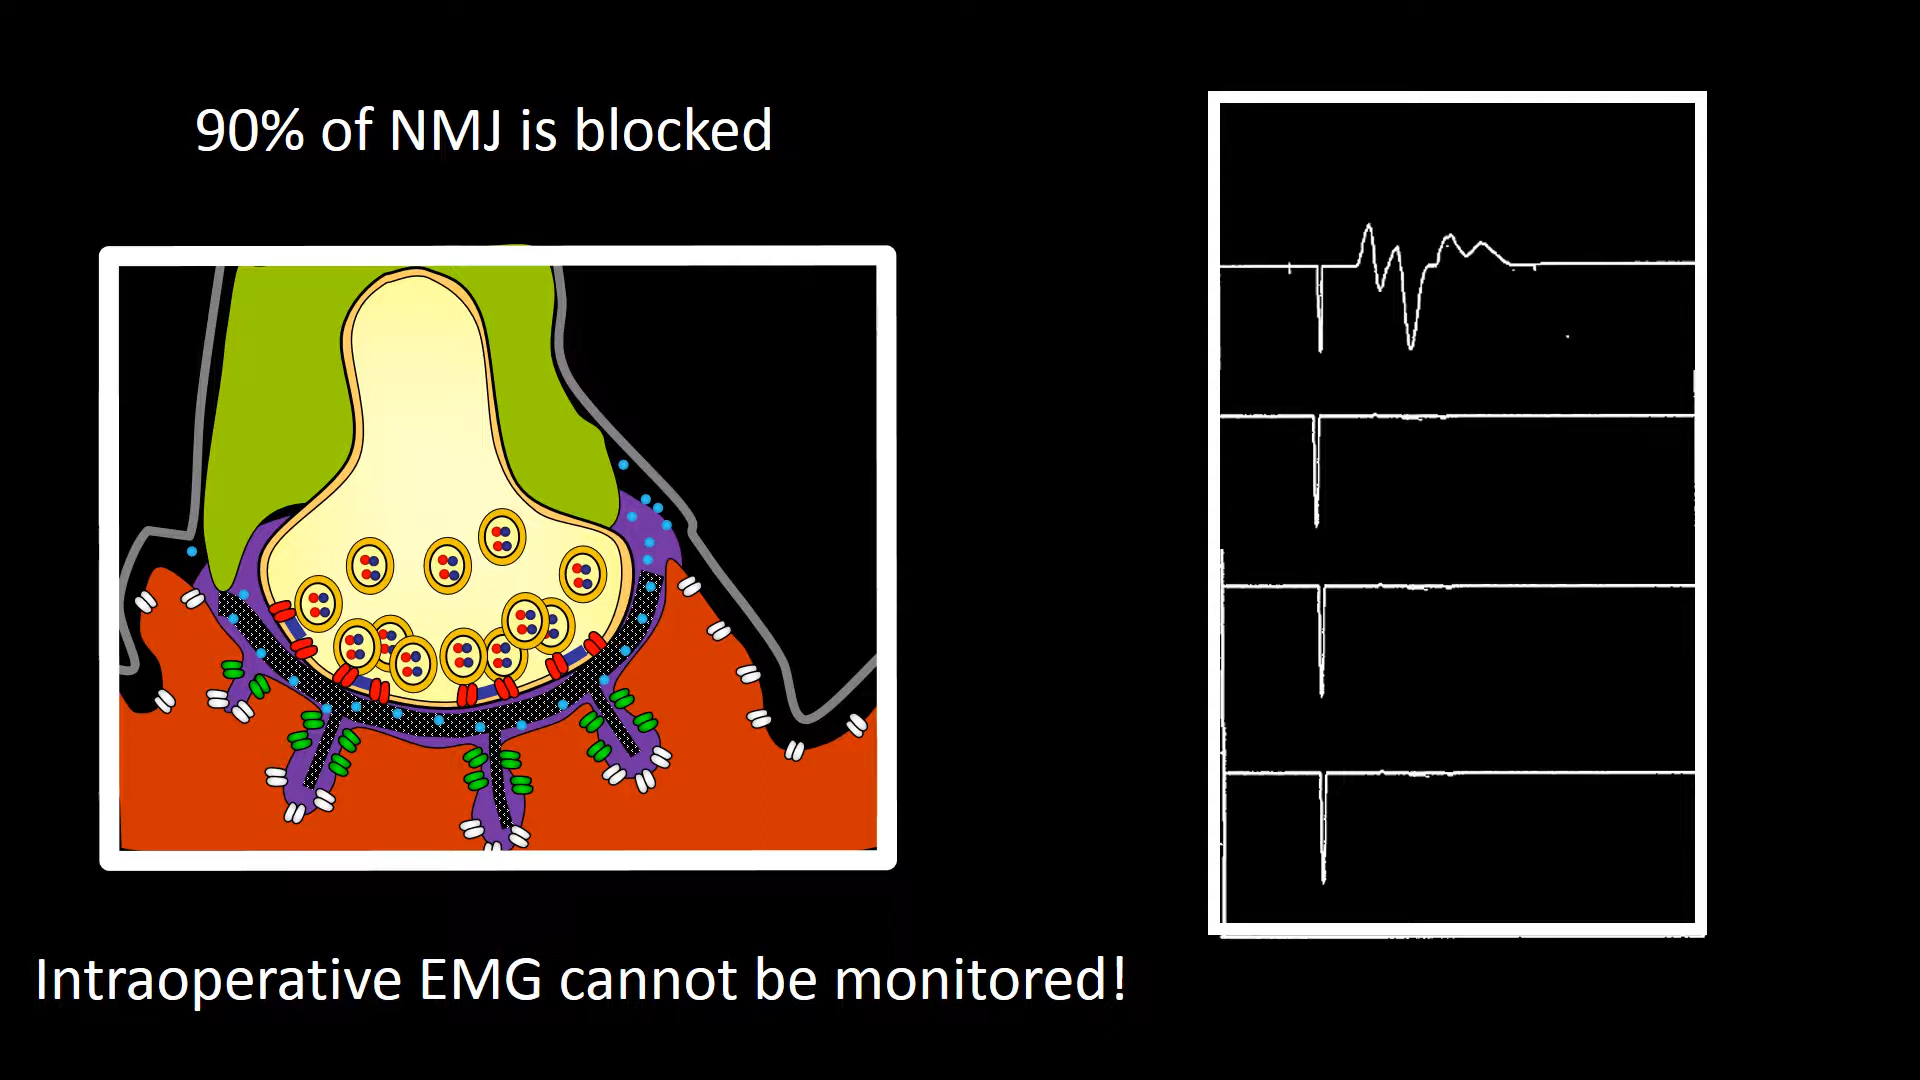 90% of NMJ is blocked
Intraoperative EMG cannot be monitored!